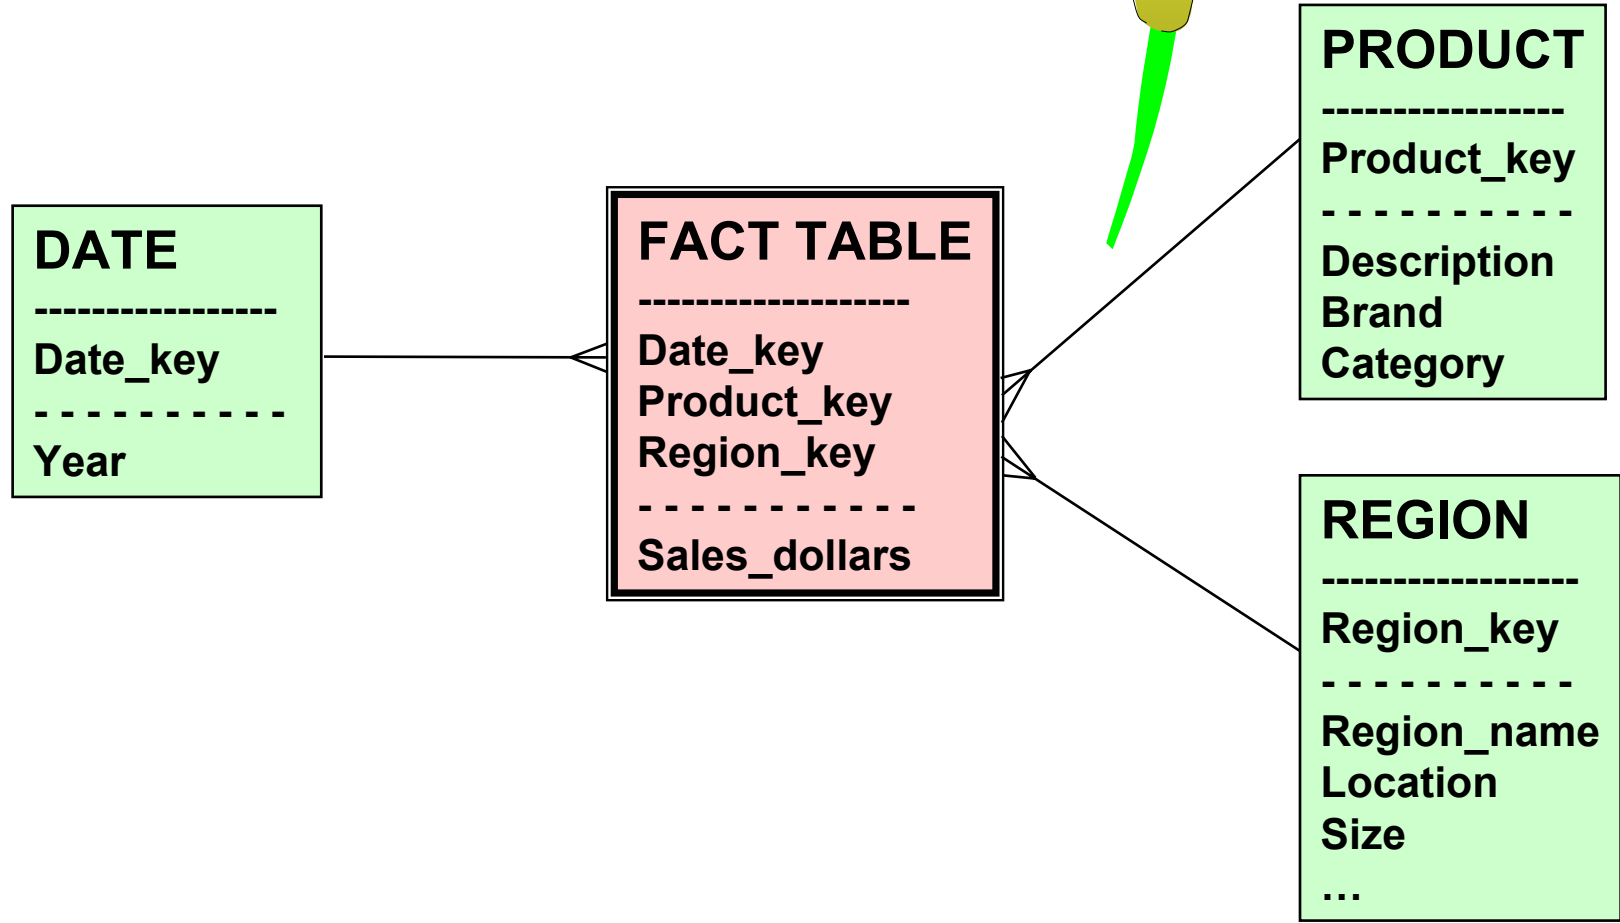 DATE
-----------------
Date_key
- - - - - - - - - -
Year
FACT TABLE
-------------------
Date_key
Product_key
Region_key
- - - - - - - - - - -
Sales_dollars
PRODUCT
-----------------
Product_key
- - - - - - - - - -
Description
Brand
Category
REGION
------------------
Region_key
- - - - - - - - - -
Region_name
Location
Size
…